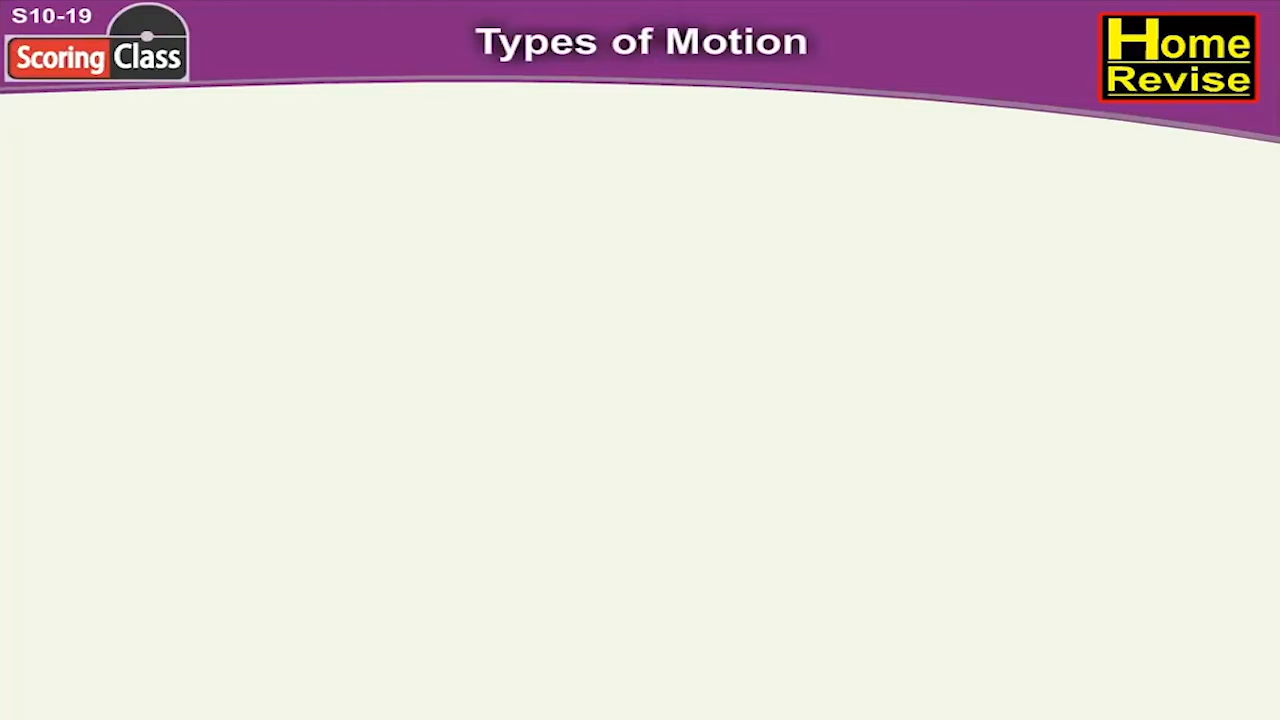 S10-19
Scoring Class
Types of Motion
Home
Revise